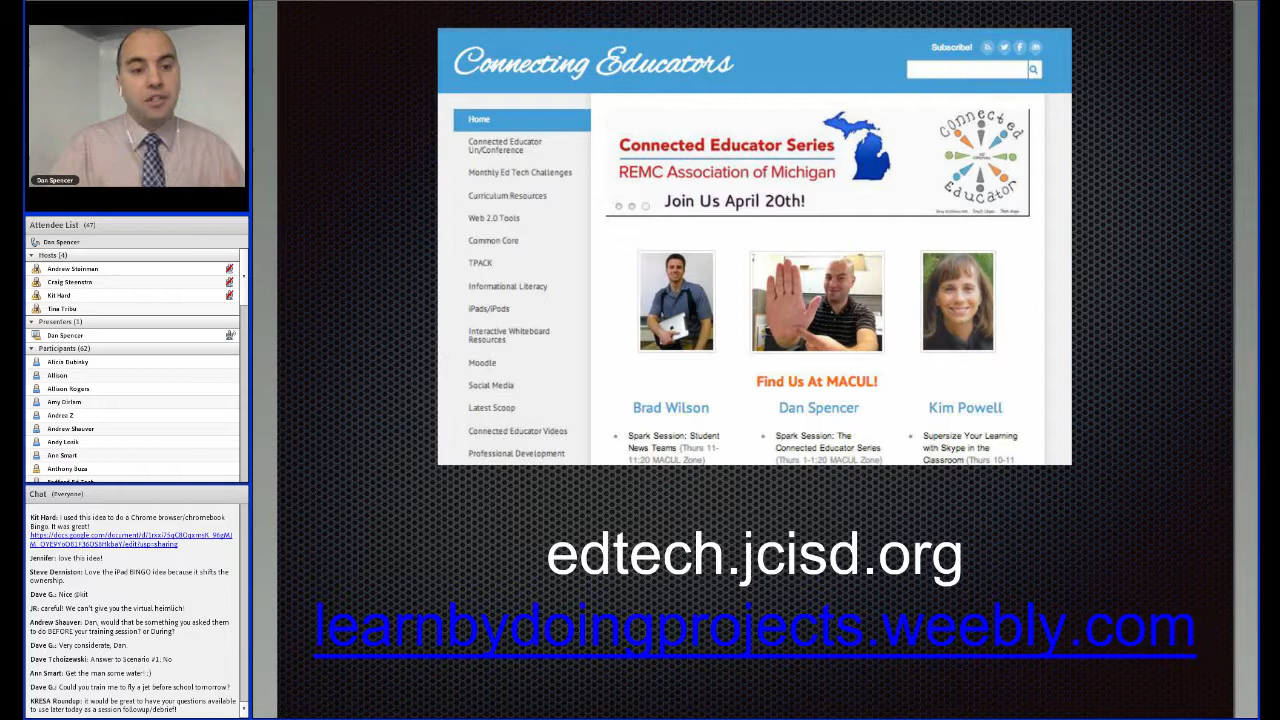 Dan Spencer
Attendee List (47)
Dan Spencer
Hosts (4)
Andrew Steinman
Craig Steenstra
Kit Hard
Tina Tribu
Presenters (1)
Dan Spencer
Participants (62)
Alicia Dubinky
Allison
Allison Rogers
Amy Dirlam
Andrea Z
Andrew Shauver
Andy Losik
Ann Smart
Anthony Buza
Chat (Everyone)
Kit Hard: I used this idea to do a Chrome browser/chromebook
Bingo. It was great!
Jennifer: love this idea!
Steve Denniston: Love the iPad BINGO idea because it shifts the
ownership.
Dave G.: Nice @kit
JR: careful! We can't give you the virtual heimlich!
Andrew Shauver: Dan, would that be something you asked them
to do BEFORE your training session? or During?
Dave G.: Very considerate, Dan.
Dave Tchoizewski: Answer to Scenario #1: No
Ann Smart: Get the man some water! :)
Dave G.: Could you train me to fly a jet before school tomorrow?
KRESA Roundup: it would be great to have your questions available
to use later today as a session followup/debrief!
Connecting Educators
Subscribe!
Home
Connected Educator
Un/Conference
Monthly Ed Tech Challenges
Curriculum Resources
Web 2.0 Tools
Common Core
TPACK
Informational Literacy
iPads/iPods
Interactive Whiteboard
Resources
Moodle
Social Media
Latest Scoop
Connected Educator Videos
Professional Development
Connected Educator Series
REMC Association of Michigan
Join Us April 20th!
Connected
Educator
Find Us At MACUL!
Brad Wilson
Spark Session: Student
News Teams (Thurs 11-
11:20 MACUL Zone)
Dan Spencer
Spark Session: The
Connected Educator Series
(Thurs 1-1:20 MACUL Zone)
Kim Powell
Supersize Your Learning
with Skype in the
Classroom (Thurs 10-11
edtech.jcisd.org
learnbydoingprojects.weebly.com